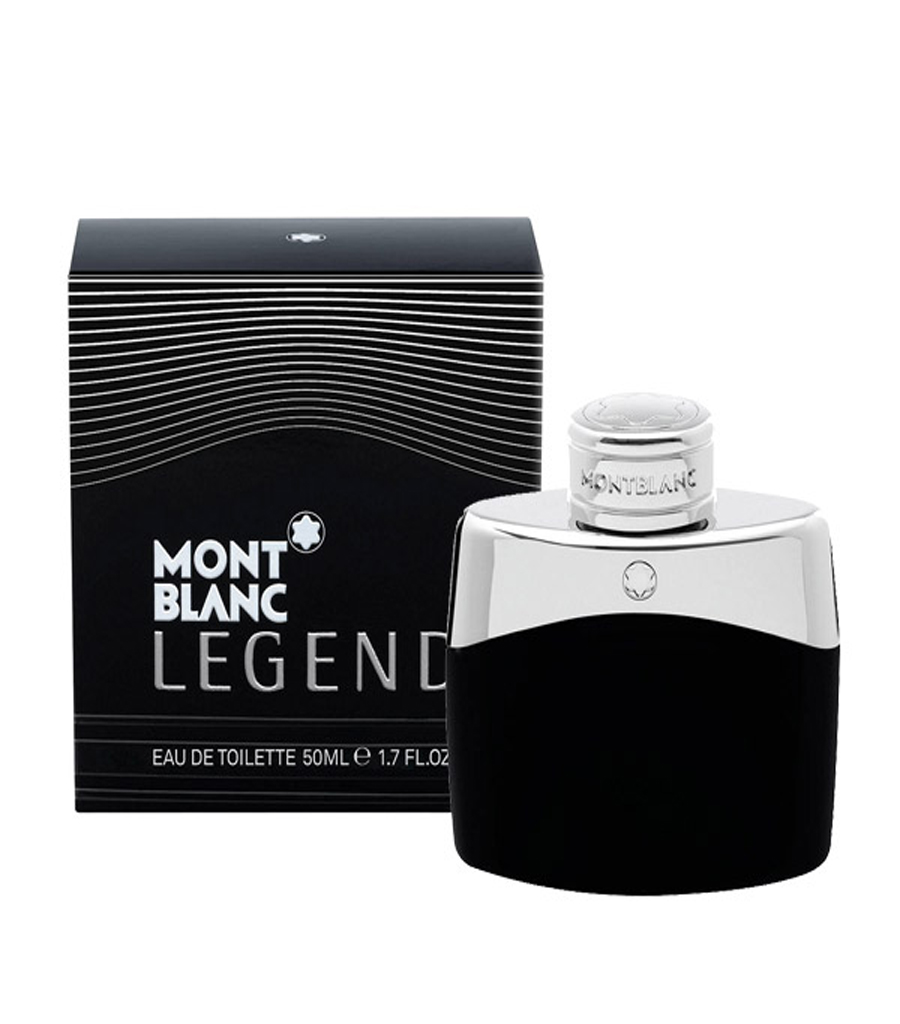 MONT
BLANC
LEGEND
EAU DE TOILETTE 50ML ℮ 1.7 FL.OZ
MONTBLANC